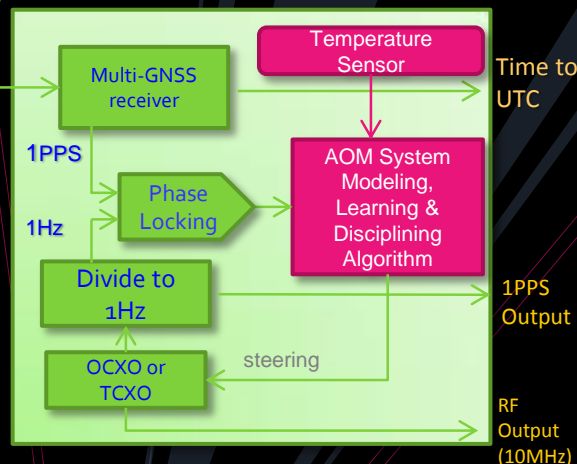 Temperature
Sensor
Multi-GNSS
receiver
Time to
UTC
1PPS
AOM System
Modeling,
Learning &
Disciplining
Algorithm
Phase
Locking
1Hz
Divide to
1Hz
1PPS
Output
steering
OCXO or
TCXO
RF
Output
(10MHz)